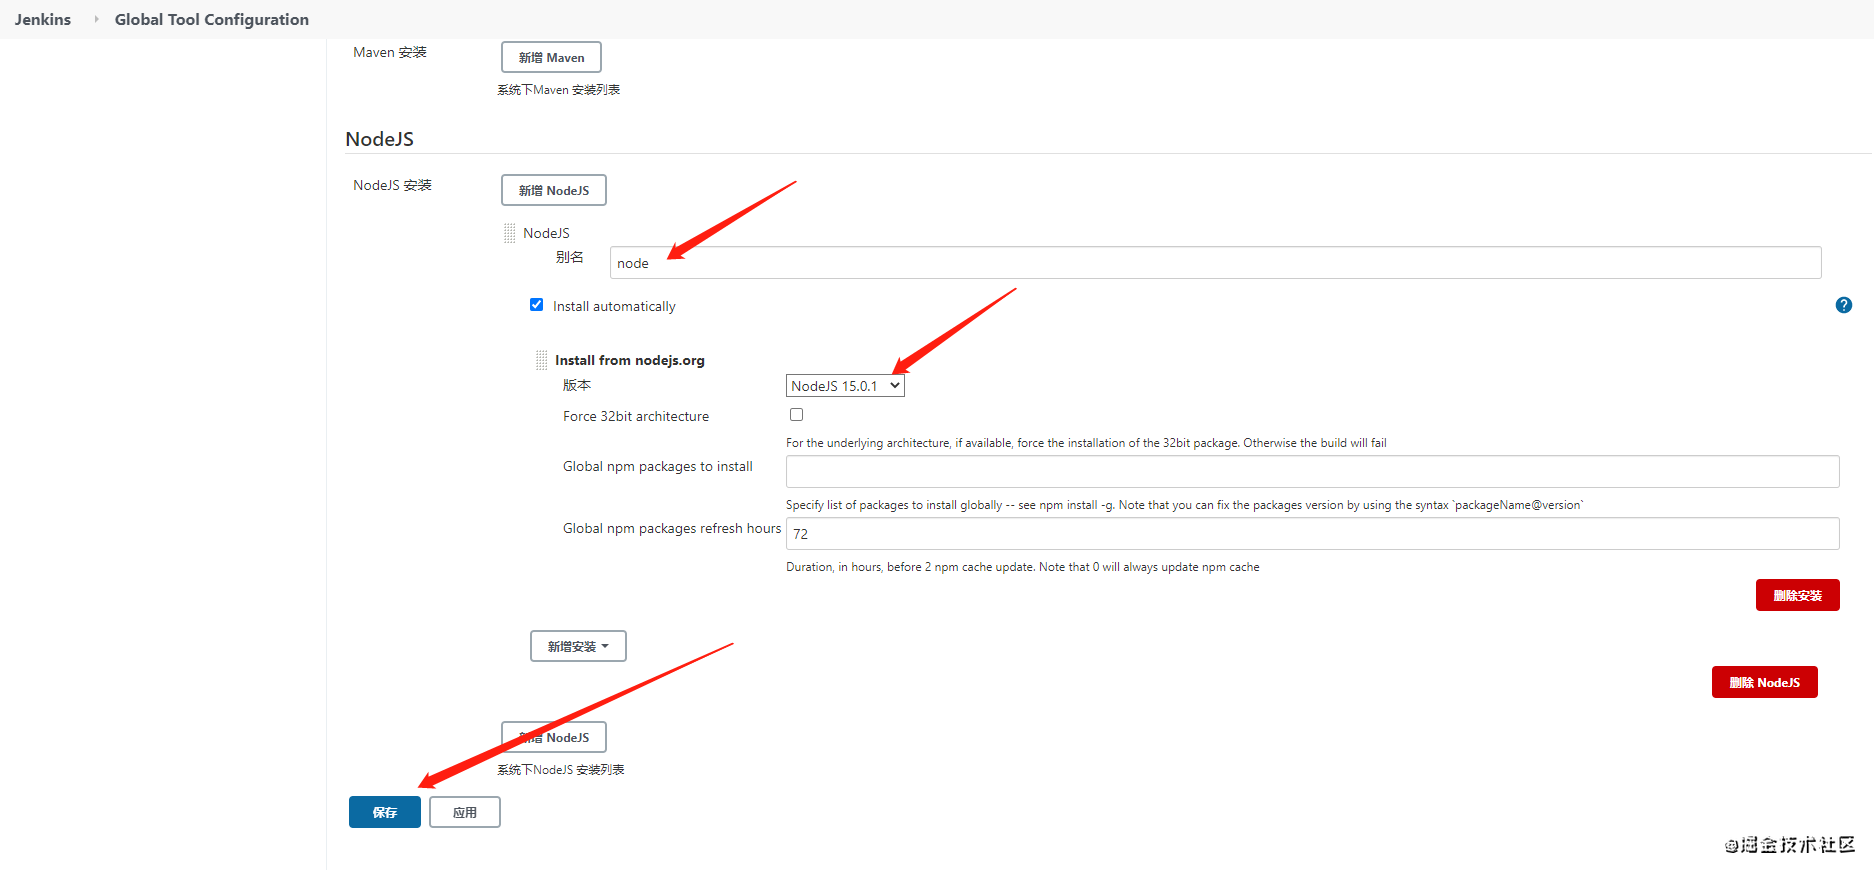 Jenkins Global Tool Configuration
Maven 安装
新增 Maven
系统下Maven 安装列表
NodeJS
NodeJS 安装
新增 NodeJS
NodeJS
别名
node
Install automatically
?
Install from nodejs.org
版本
NodeJS 15.0.1
Force 32bit architecture
For the underlying architecture, if available, force the installation of the 32bit package. Otherwise the build will fail
Global npm packages to install
Specify list of packages to install globally -- see npm install -g. Note that you can fix the packages version by using the syntax `packageName@version`
Global npm packages refresh hours
72
Duration, in hours, before 2 npm cache update. Note that 0 will always update npm cache
删除安装
新增安装
删除 NodeJS
新增 NodeJS
系统下NodeJS 安装列表
保存 应用
@掘金技术社区